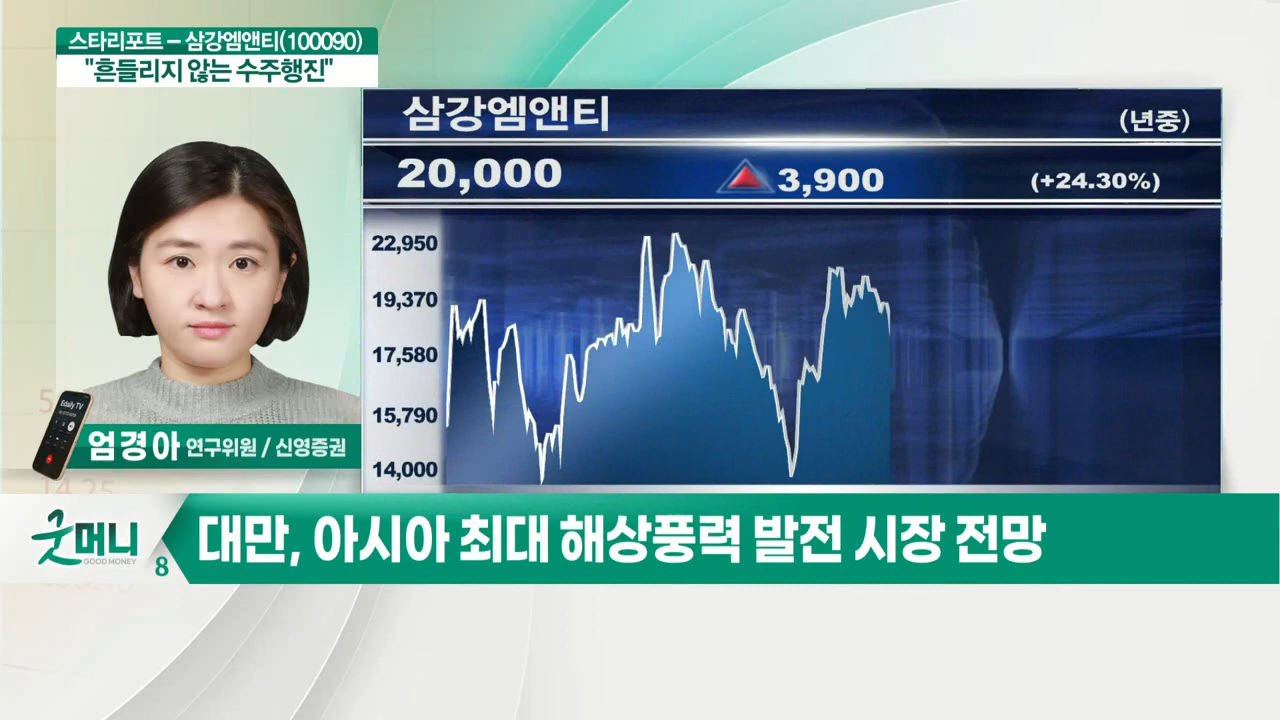 스타리포트 – 삼강엠앤티(100090)
"흔들리지 않는 수주행진"
삼강엠앤티
(년중)
20,000
3,900
(+24.30%)
22,950
19,370
17,580
15,790
14,000
Edaily TV
엄경아 연구위원 / 신영증권
14.25
굿머니
GOOD MONEY
8
대만, 아시아 최대 해상풍력 발전 시장 전망